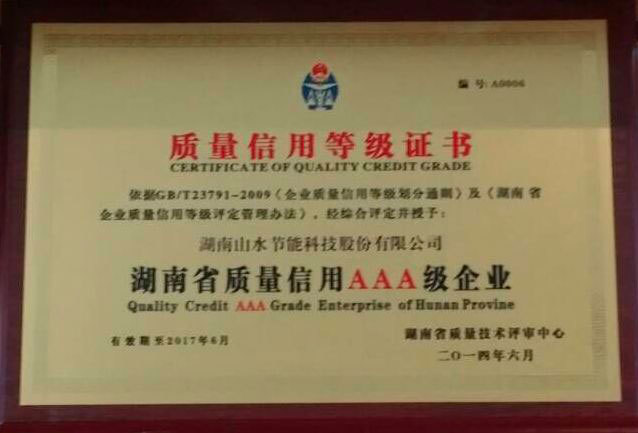 编 号: A0006
质量信用等级证书
CERTIFICATE OF QUALITY CREDIT GRADE
依据GB/T23791-2009《企业质量信用等级划分通则》及《湖南省
企业质量信用等级评定管理办法》，经综合评定并授予：
湖南山水节能科技股份有限公司
湖南省质量信用AAA级企业
Quality Credit AAA Grade Enterprise of Hunan Provine
有效期至2017年6月
湖南省质量技术评审中心
二〇一四年六月